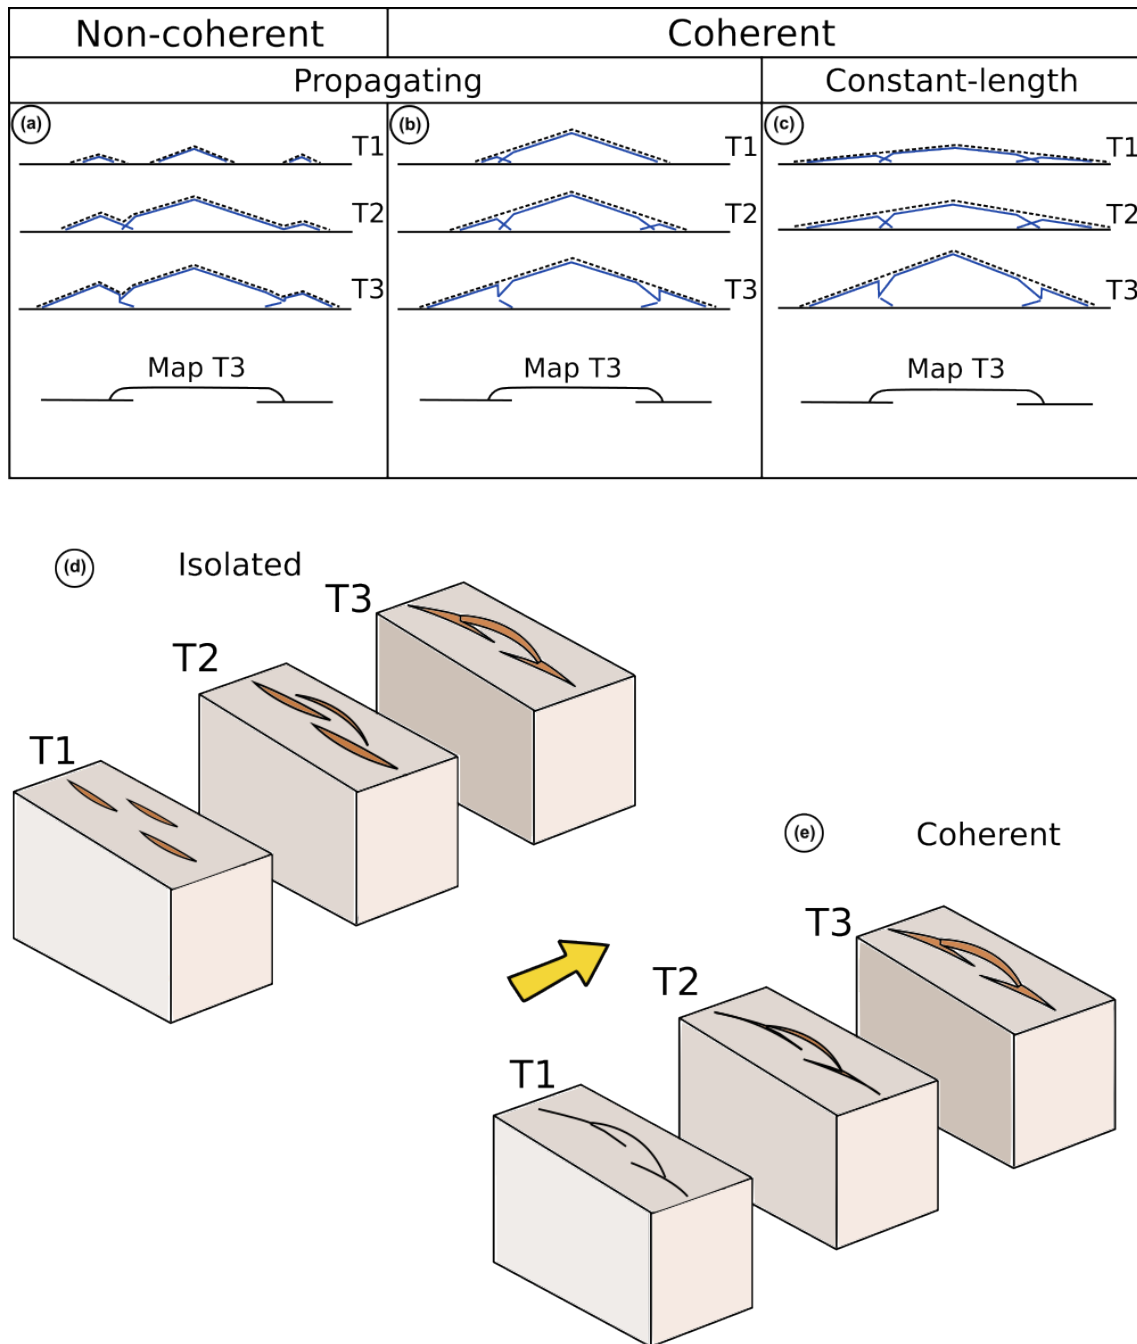 Non-coherent
Coherent
Propagating
Constant-length
(a)
T1
T2
T3
Map T3
(b)
T1
T2
T3
Map T3
(c)
T1
T2
T3
Map T3
(d)
Isolated
T1
T2
T3
(e)
Coherent
T1
T2
T3